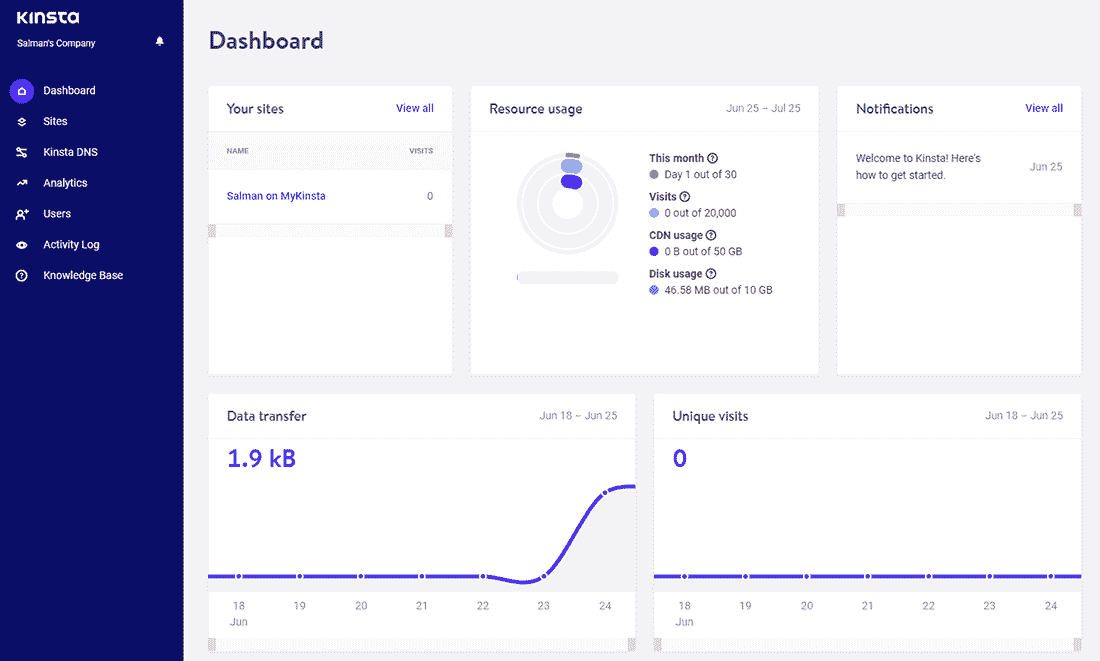 KINSTA
Salman's Company
Dashboard
Sites
Kinsta DNS
Analytics
Users
Activity Log
Knowledge Base
Dashboard
Your sites
View all
NAME
VISITS
Salman on MyKinsta
0
Resource usage
Jun 25 – Jul 25
This month ?
Day 1 out of 30
Visits ?
0 out of 20,000
CDN usage ?
0 B out of 50 GB
Disk usage ?
46.58 MB out of 10 GB
Notifications
View all
Welcome to Kinsta! Here's
how to get started.
Jun 25
Data transfer
Jun 18 – Jun 25
1.9 kB
18 19 20 21 22 23 24
Jun
Unique visits
Jun 18 – Jun 25
0
18 19 20 21 22 23 24
Jun